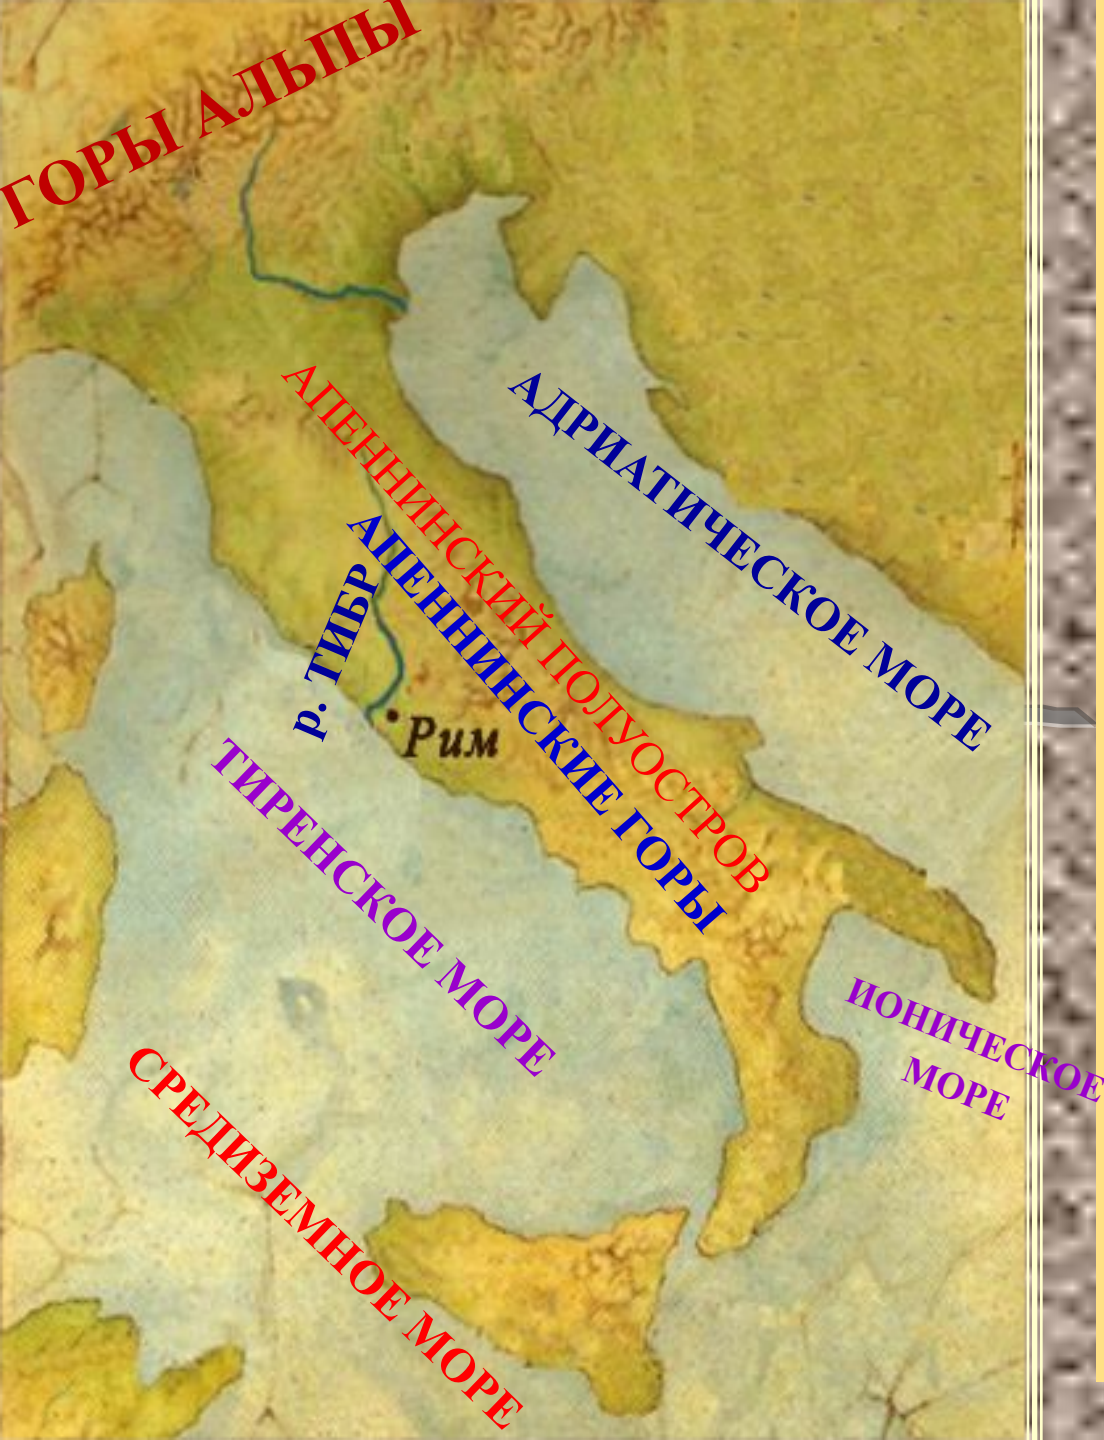 ГОРЫ АЛЬПЫ
АПЕННИНСКИЙ ПОЛУОСТРОВ
АДРИАТИЧЕСКОЕ МОРЕ
АПЕННИНСКИЕ ГОРЫ
р. ТИБР
Рим
ТИРЕНСКОЕ МОРЕ
ИОНИЧЕСКОЕ
МОРЕ
СРЕДИЗЕМНОЕ МОРЕ